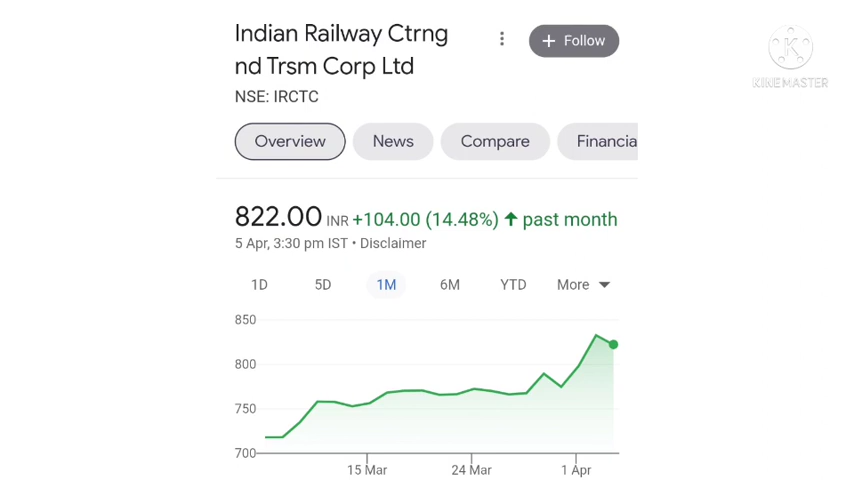 Indian Railway Ctrng
nd Trsm Corp Ltd
NSE: IRCTC
+ Follow
KINEMASTER
Overview
News
Compare
Financia
822.00 INR +104.00 (14.48%) ↑ past month
5 Apr, 3:30 pm IST • Disclaimer
1D 5D 1M 6M YTD More
850
800
750
700
15 Mar 24 Mar 1 Apr